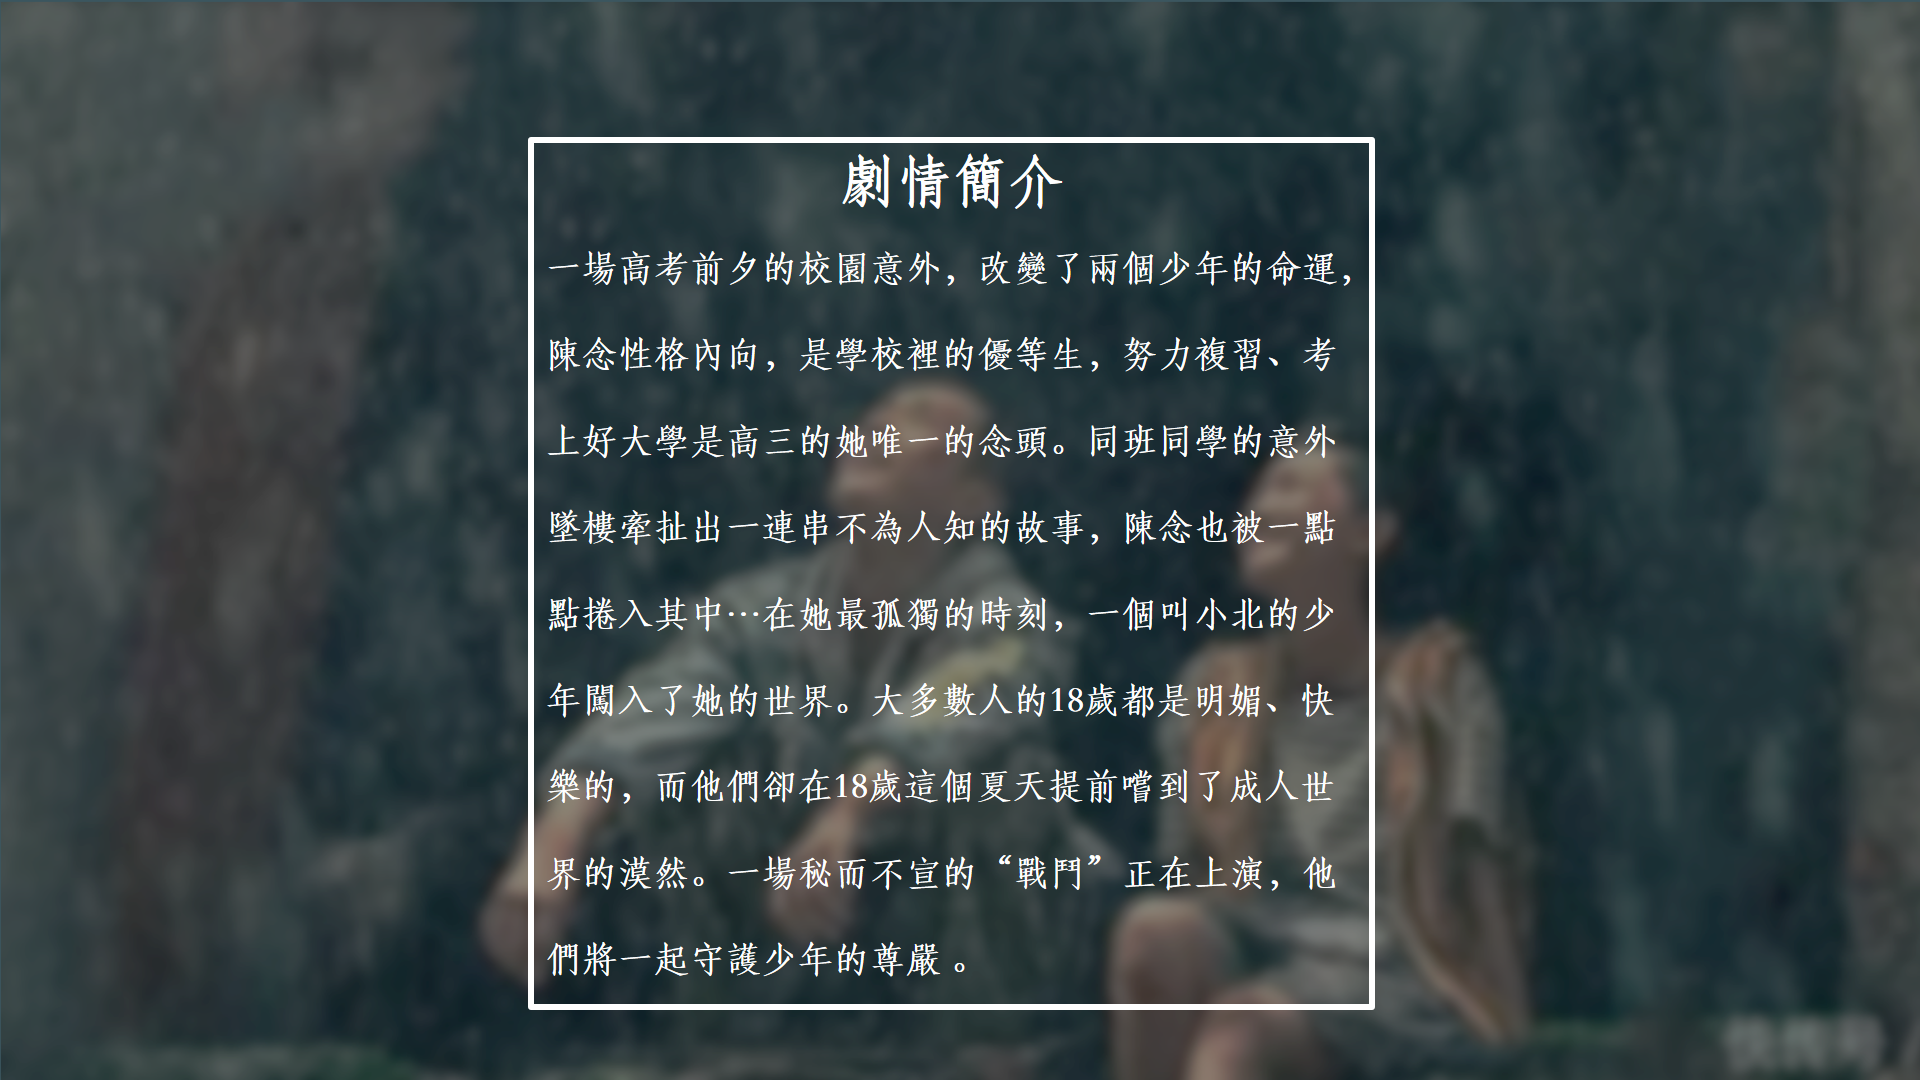 劇情簡介
一場高考前夕的校園意外，改變了兩個少年的命運，
陳念性格內向，是學校裡的優等生，努力複習、考
上好大學是高三的她唯一的念頭。同班同學的意外
墜樓牽扯出一連串不為人知的故事，陳念也被一點
點捲入其中…在她最孤獨的時刻，一個叫小北的少
年闖入了她的世界。大多數人的18歲都是明媚、快
樂的，而他們卻在18歲這個夏天提前嚐到了成人世
界的漠然。一場秘而不宣的“戰鬥”正在上演，他
們將一起守護少年的尊嚴 。